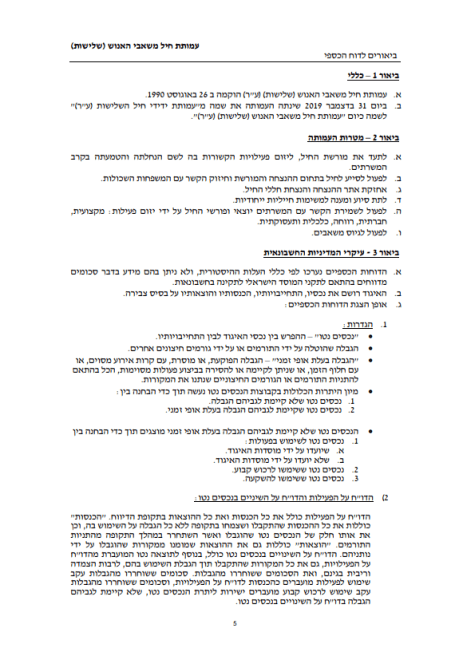 עמותת חיל משאבי האנוש (שלישות)
ביאורים לדוח הכספי
ביאור 1 – כללי
א. עמותת חיל משאבי האנוש (שלישות) (ע״ר) הוקמה ב 26 באוגוסט 1990.
ב. ביום 31 בדצמבר 2019 שינתה העמותה את שמה מ״עמותת ידידי חיל השלישות (ע״ר)״
לשמה כיום ״עמותת חיל משאבי האנוש (שלישות) (ע״ר)״.
ביאור 2 – מטרות העמותה
א. לתעד את מורשת החיל, ליזום פעילויות הקשורות בה לשם הנחלתה והטמעתה בקרב
המשרתים.
ב. לפעול לסייע לחיל בתחום ההנצחה והמורשת וחיזוק הקשר עם המשפחות השכולות.
ג. אחזקת אתר ההנצחה והנצחת חללי החיל.
ד. לתת סיוע ומענה למשימות חייליות ייחודיות.
ה. לפעול לשמירת הקשר עם המשרתים יוצאי ופורשי החיל על ידי יזום פעילות: מקצועית,
חברתית, רווחה, כלכלית ותעסוקתית.
ו. לפעול לגיוס משאבים.
ביאור 3 - עיקרי המדיניות החשבונאית
א. הדוחות הכספיים נערכו לפי כללי העלות ההיסטורית, ולא ניתן בהם מידע בדבר סכומים
מדווחים בהתאם לתקני המוסד הישראלי לתקינה בחשבונאות.
ב. האיגוד רושם את נכסיו, התחייבויותיו, הכנסותיו והוצאותיו על בסיס צבירה.
ג. אופן הצגת הדוחות הכספיים:
1. הגדרות:
• ״נכסים נטו״ – ההפרש בין נכסי האיגוד לבין התחייבויותיו.
• הגבלה שהוטלה על ידי התורמים או על ידי גורמים חיצונים אחרים.
• ״הגבלה בעלת אופי זמני״ – הגבלה הפוקעת, או מוסרת, עם קרות אירוע מסוים, או
עם חלוף הזמן, או שניתן לקיימה או להסירה בביצוע פעולות מסוימות, הכל בהתאם
להתניות התורמים או הגורמים החיצוניים שנתנו את המקורות.
• מיון היתרות הכלולות בקבוצות הנכסים נטו נעשה תוך כדי הבחנה בין:
1. נכסים נטו שלא קיימת לגביהם הגבלה.
2. נכסים נטו שקיימת לגביהם הגבלה בעלת אופי זמני.
• הנכסים נטו שלא קיימת לגביהם הגבלה בעלת אופי זמני מוצגים תוך כדי הבחנה בין
1. נכסים נטו לשימוש בפעולות:
א. שיועדו על ידי מוסדות האיגוד.
ב. שלא יועדו על ידי מוסדות האיגוד.
2. נכסים נטו ששימשו לרכוש קבוע.
3. נכסים נטו ששימשו להשקעה.
2) הדו״ח על הפעילות והדו״ח על השינויים בנכסים נטו:
הדו״ח על הפעילות כולל את כל הכנסות ואת כל ההוצאות בתקופת הדיווח. ״הכנסות״
כוללות את כל ההכנסות שהתקבלו ושצמחו בתקופה ללא כל הגבלה על השימוש בה, וכן
את אותו חלק של הנכסים נטו שהוגבלו ואשר השתחרר במהלך התקופה מהתניות
התורמים. ״הוצאות״ כוללות גם את ההוצאות שמומנו ממקורות שהוגבלו על ידי
נותניהם. הדו״ח על השינויים בנכסים נטו כולל, בנוסף לתוצאה נטו המועברת מהדו״ח
על הפעילויות, גם את כל המקורות שהתקבלו תוך הגבלת השימוש בהם, לרבות הצמדה
וריבית בגינם, ואת הסכומים ששוחררו מהגבלות. סכומים ששוחררו מהגבלות עקב
שימוש לפעילות מועברים כהכנסות לדו״ח על הפעילויות, וסכומים ששוחררו מהגבלות
עקב שימוש לרכוש קבוע מועברים ישירות ליתרת הנכסים נטו, שלא קיימת לגביהם
הגבלה בדו״ח על השינויים בנכסים נטו.
5